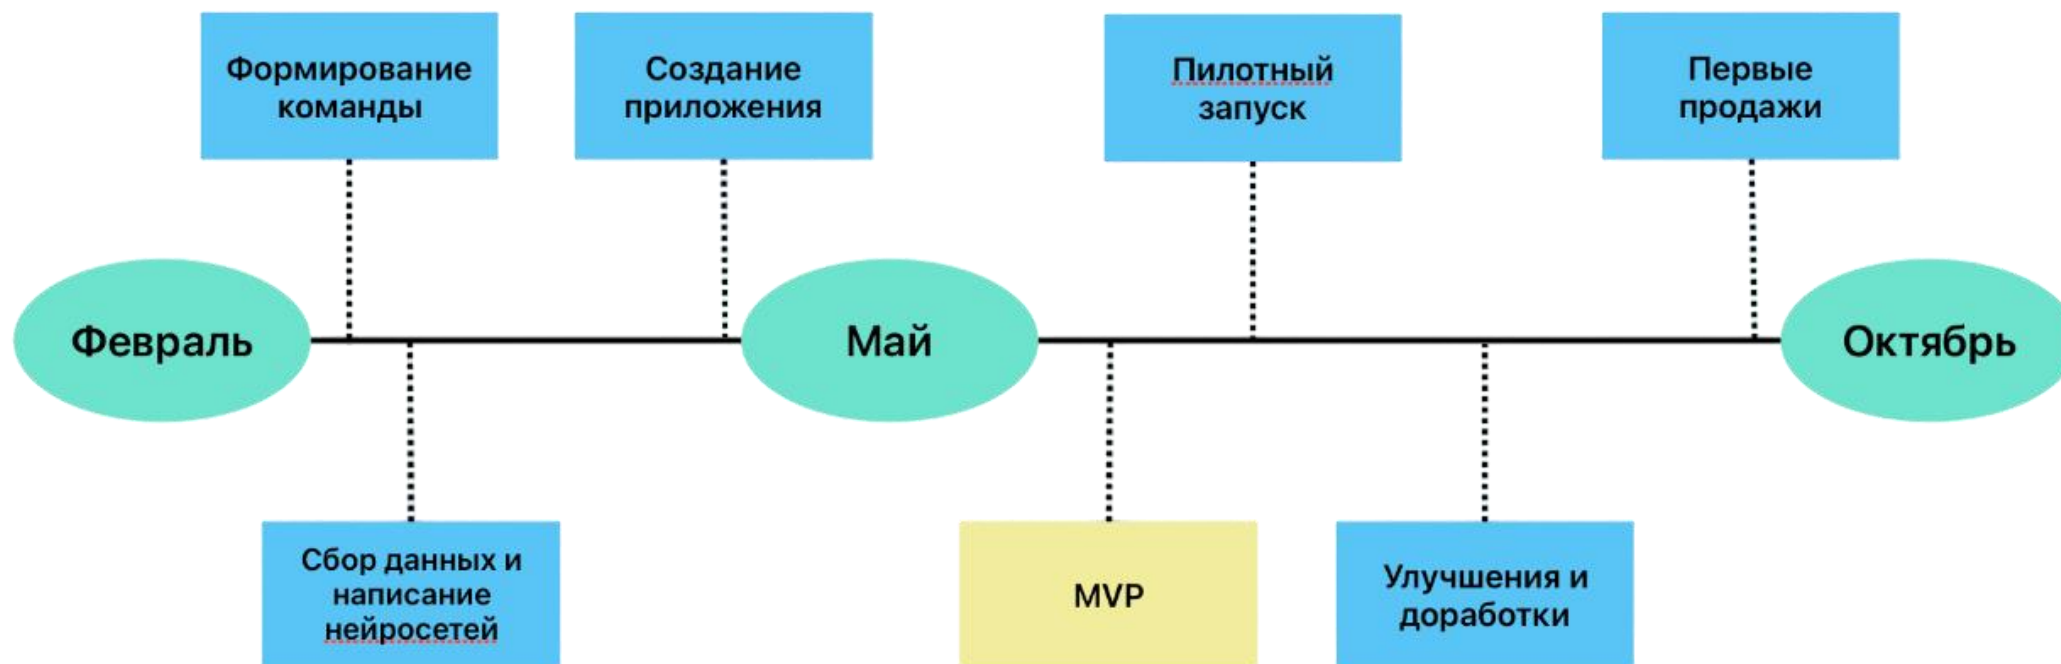 Формирование
команды
Создание
приложения
Пилотный
запуск
Первые
продажи
Февраль
Май
Октябрь
Сбор данных и
написание
нейросетей
MVP
Улучшения и
доработки